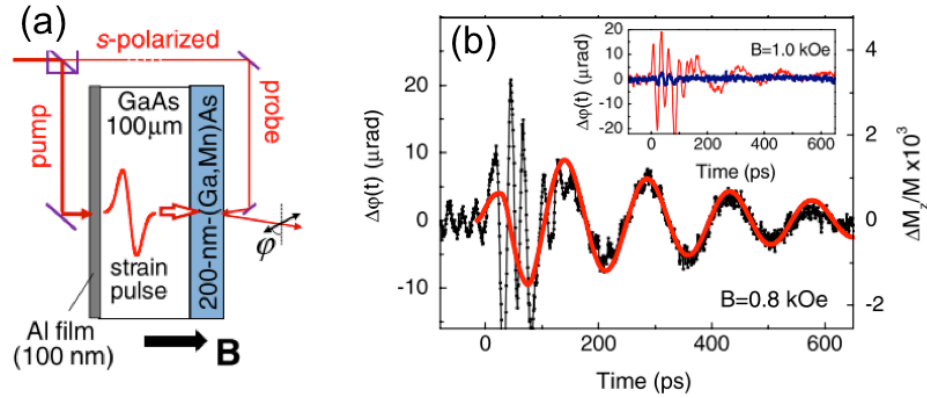 (a)
s-polarized
GaAs
100µm
pump
probe
200-nm-(Ga,Mn)As
strain
pulse
φ
Al film
(100 nm)
B
(b)
B=1.0 kOe
Δφ(t) (µrad)
20
10
0
-10
20
0 200 400 600
Time (ps)
Δφ(t) (µrad)
20
10
0
-10
4
2
0
-2
ΔM_z/M x10³
B=0.8 kOe
0 200 400 600
Time (ps)